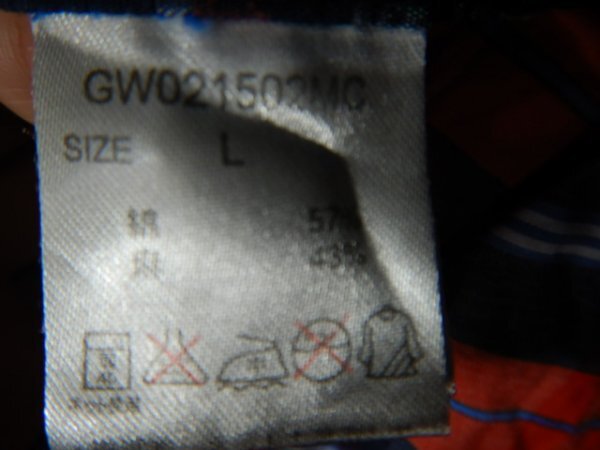 GW021502MC
SIZE L
綿 57%
麻 43%